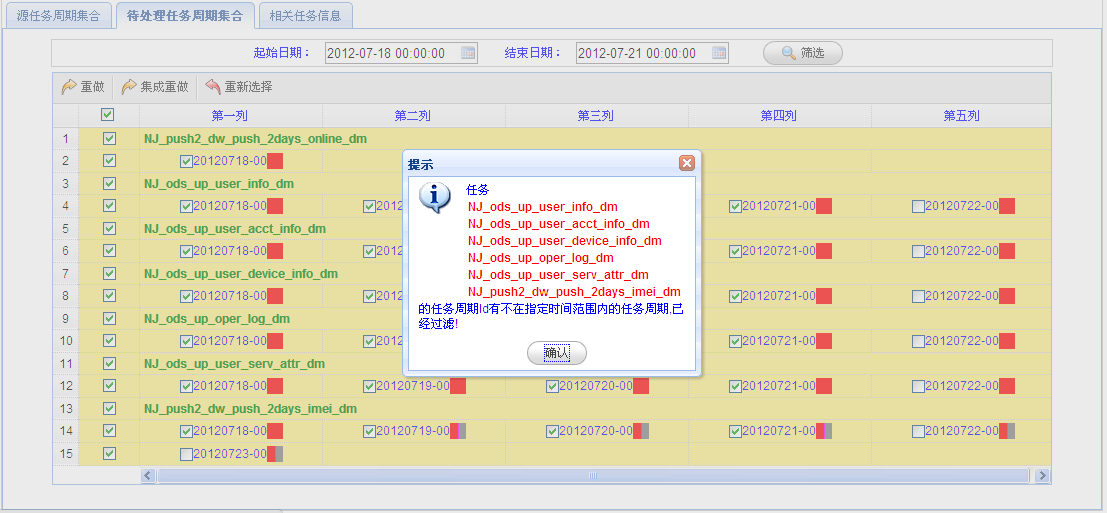 源任务周期集合 待处理任务周期集合 相关任务信息
起始日期： 2012-07-18 00:00:00 结束日期： 2012-07-21 00:00:00 筛选
重做 集成重做 重新选择
第一列 第二列 第三列 第四列 第五列
1 NJ_push2_dw_push_2days_online_dm
2 20120718-00
3 NJ_ods_up_user_info_dm
4 20120718-00 2012 20120721-00 20120722-00
5 NJ_ods_up_user_acct_info_dm
6 20120718-00 2012 20120721-00 20120722-00
7 NJ_ods_up_user_device_info_dm
8 20120718-00 2012 20120721-00 20120722-00
9 NJ_ods_up_oper_log_dm
10 20120718-00 2012 20120721-00 20120722-00
11 NJ_ods_up_user_serv_attr_dm
12 20120718-00 20120719-00 20120720-00 20120721-00 20120722-00
13 NJ_push2_dw_push_2days_imei_dm
14 20120718-00 20120719-00 20120720-00 20120721-00 20120722-00
15 20120723-00
提示
任务
NJ_ods_up_user_info_dm
NJ_ods_up_user_acct_info_dm
NJ_ods_up_user_device_info_dm
NJ_ods_up_oper_log_dm
NJ_ods_up_user_serv_attr_dm
NJ_push2_dw_push_2days_imei_dm
的任务周期Id有不在指定时间范围内的任务周期,已
经过滤!
确认